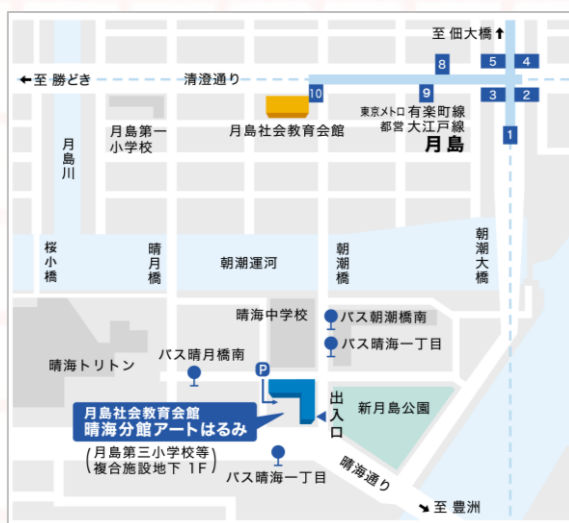 至 佃大橋↑
←至 勝どき
清澄通り
8
5
4
10
9
3
2
1
東京メトロ 有楽町線
都営 大江戸線
月島
月島第一
小学校
月島社会教育会館
月島川
桜小橋
晴月橋
朝潮運河
朝潮橋
朝潮大橋
晴海中学校
バス朝潮橋南
バス晴海一丁目
バス晴月橋南
晴海トリトン
P
出入口
新月島公園
月島社会教育会館
晴海分館アートはるみ
(月島第三小学校等
複合施設地下 1F)
バス晴海一丁目
晴海通り
至 豊洲